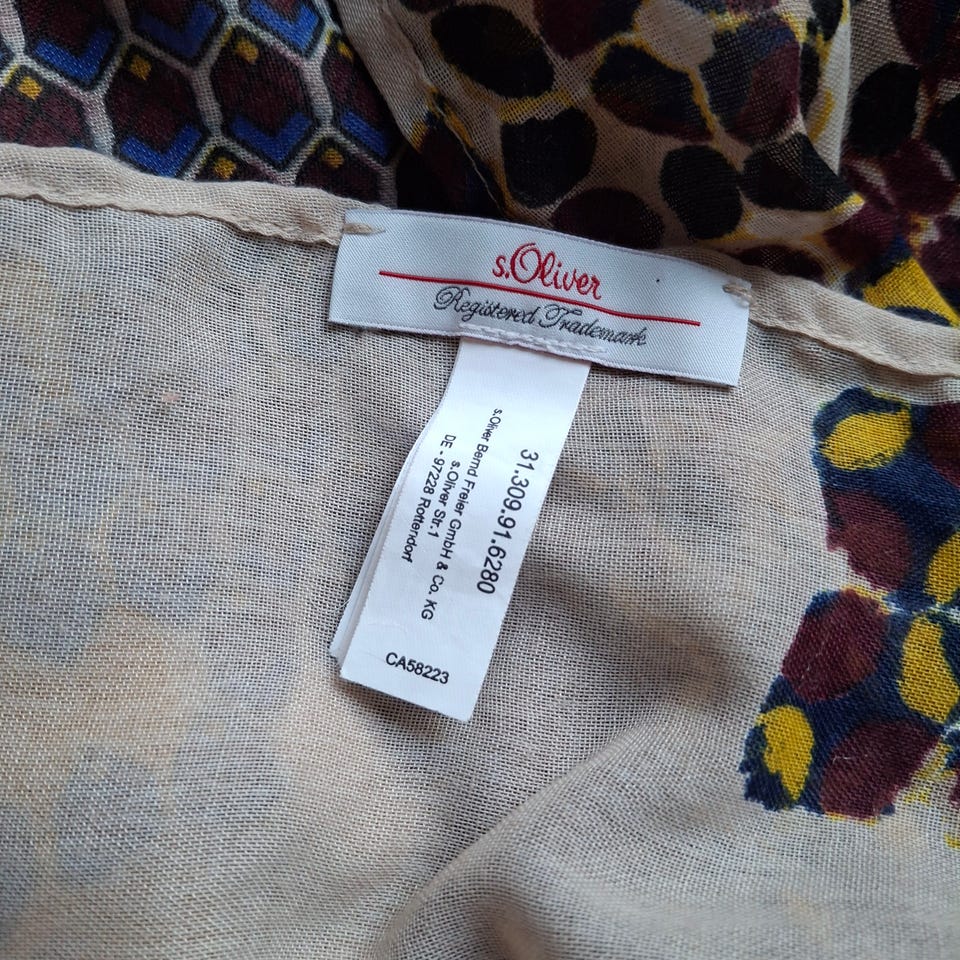 s.Oliver
Registered Trademark
31.309.91.6280
s.Oliver Bernd Freier GmbH & Co. KG
s.Oliver Str.1
DE - 97228 Rottendorf
CA58223